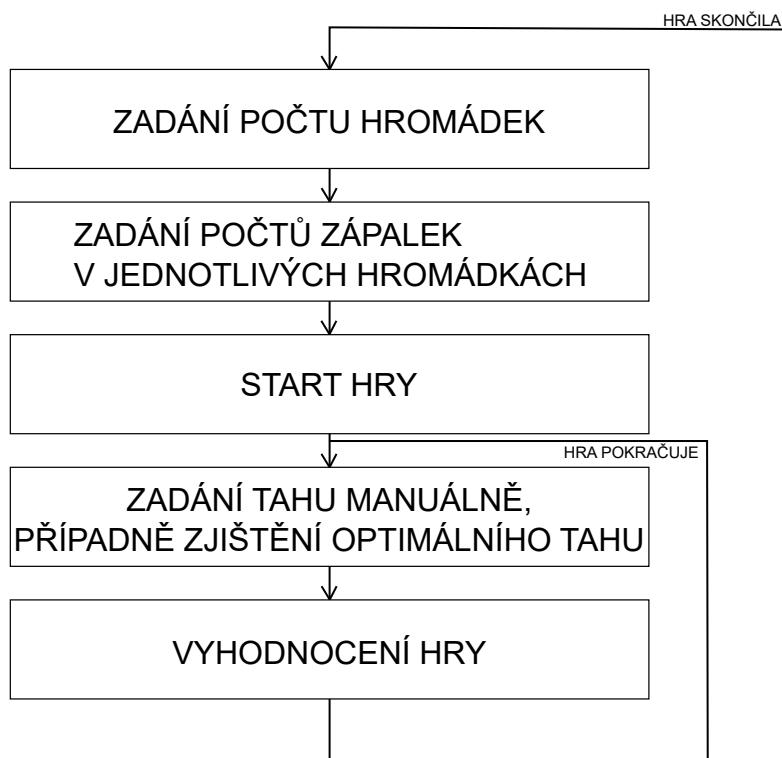 HRA SKONČILA
ZADÁNÍ POČTU HROMÁDEK
ZADÁNÍ POČTŮ ZÁPALEK
V JEDNOTLIVÝCH HROMÁDKÁCH
START HRY
HRA POKRAČUJE
ZADÁNÍ TAHU MANUÁLNĚ,
PŘÍPADNĚ ZJIŠTĚNÍ OPTIMÁLNÍHO TAHU
VYHODNOCENÍ HRY